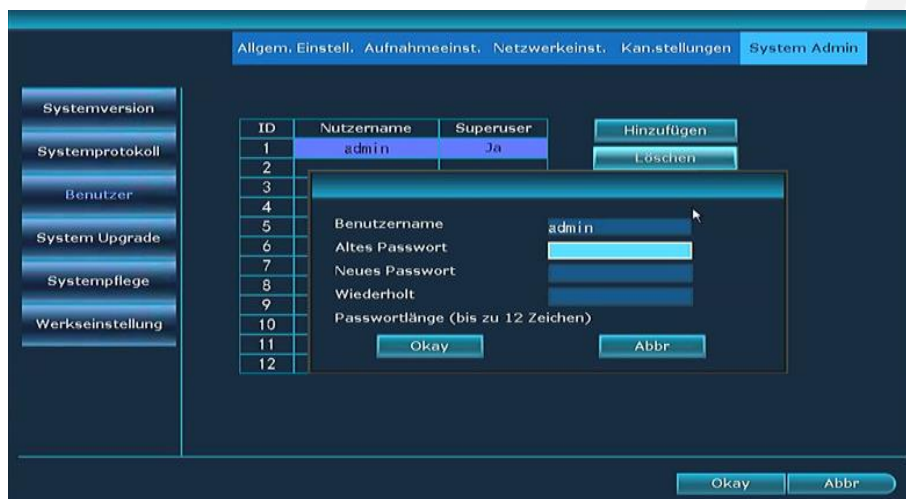 Allgem. Einstell. Aufnahmeeinst. Netzwerkeinst. Kan.stellungen System Admin
Systemversion
Systemprotokoll
Benutzer
System Upgrade
Systempflege
Werkseinstellung
ID Nutzername Superuser
1 admin Ja
2
3
4
5
6
7
8
9
10
11
12
Hinzufügen
Löschen
Benutzername admin
Altes Passwort
Neues Passwort
Wiederholt
Passwortlänge (bis zu 12 Zeichen)
Okay Abbr
Okay Abbr